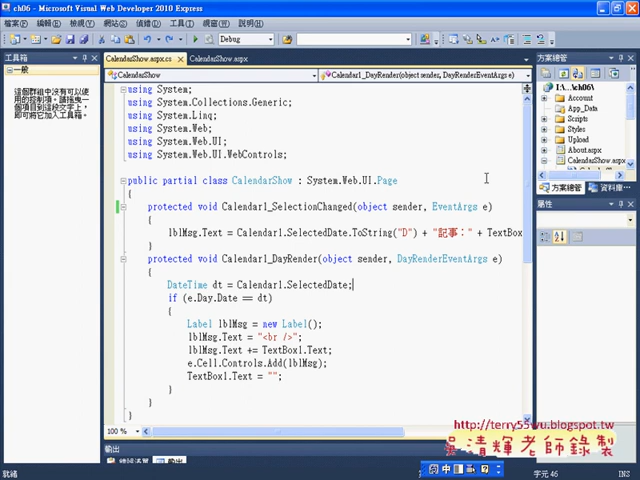 ch06 - Microsoft Visual Web Developer 2010 Express
檔案(F) 編輯(E) 檢視(V) 網站(S) 偵錯(D) 工具(T) 視窗(W) 說明(H)
Debug
工具箱
一般
這個群組中沒有可以使用的控制項。請拖曳一個項目到這段文字上，即可將它加入工具箱。
CalendarShow.aspx.cs CalendarShow.aspx
CalendarShow Calendar1_DayRender(object sender, DayRenderEventArgs e)
using System;
using System.Collections.Generic;
using System.Linq;
using System.Web;
using System.Web.UI;
using System.Web.UI.WebControls;
public partial class CalendarShow : System.Web.UI.Page
{
protected void Calendar1_SelectionChanged(object sender, EventArgs e)
{
lblMsg.Text = Calendar1.SelectedDate.ToString("D") + "記事：" + TextBox
}
protected void Calendar1_DayRender(object sender, DayRenderEventArgs e)
{
DateTime dt = Calendar1.SelectedDate;
if (e.Day.Date == dt)
{
Label lblMsg = new Label();
lblMsg.Text = "<br />";
lblMsg.Text += TextBox1.Text;
e.Cell.Controls.Add(lblMsg);
TextBox1.Text = "";
}
}
}
100 %
輸出
錯誤清單 輸出
就緒
字元 46
INS
方案總管
I:\...\ch06\
Account
App_Data
Scripts
Styles
Upload
About.aspx
CalendarShow.aspx
方案總管 資料庫...
屬性
http://terry55wu.blogspot.tw
吳清輝老師錄製